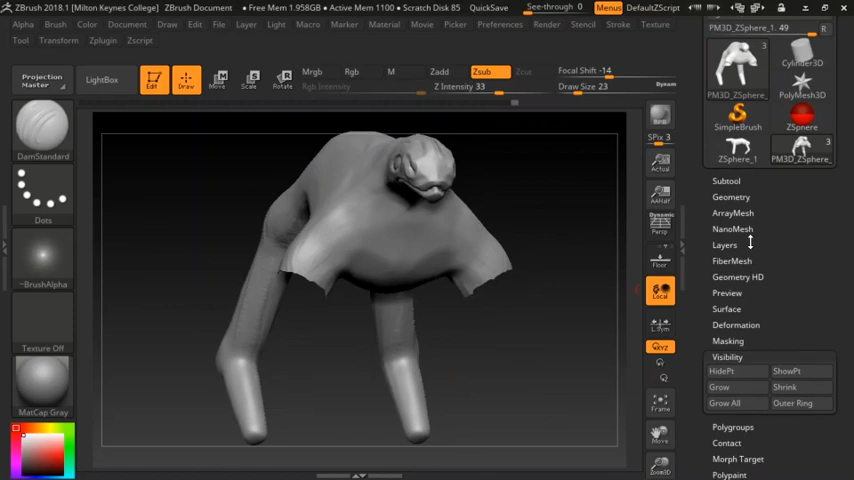 ZBrush 2018.1 [Milton Keynes College] ZBrush Document ● Free Mem 1.958GB ● Active Mem 1100 ● Scratch Disk 85 QuickSave See-through 0 Menus DefaultZScript
Alpha Brush Color Document Draw Edit File Layer Light Macro Marker Material Movie Picker Preferences Render Stencil Stroke Texture
Tool Transform Zplugin Zscript
PM3D_ZSphere_1. 49 R
Projection Master
LightBox
Edit
Draw
Move
Scale
Rotate
Mrgb Rgb M Zadd Zsub Zcut
Focal Shift -14
Rgb Intensity Z Intensity 33 Draw Size 23 Dynam
DamStandard
Dots
~BrushAlpha
Texture Off
MatCap Gray
BPR
SPix 3
Actual
AAHalf
Dynamic
Persp
Floor
Local
L.Sym
XYZ
Frame
Move
Zoom3D
3
PM3D_ZSphere_
Cylinder3D
PolyMesh3D
SimpleBrush
ZSphere
ZSphere_1
3
PM3D_ZSphere_
Subtool
Geometry
ArrayMesh
NanoMesh
Layers
FiberMesh
Geometry HD
Preview
Surface
Deformation
Masking
Visibility
HidePt ShowPt
Grow Shrink
Grow All Outer Ring
Polygroups
Contact
Morph Target
Polypaint